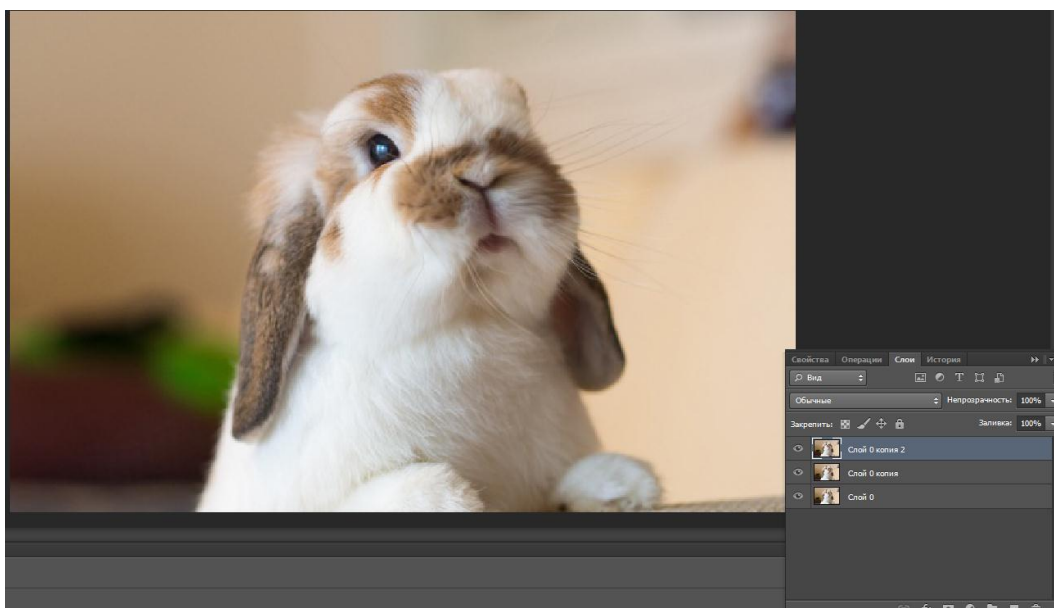 Свойства Операции Слои История
Вид
Обычные Непрозрачность: 100%
Закрепить: Заливка: 100%
Слой 0 копия 2
Слой 0 копия
Слой 0